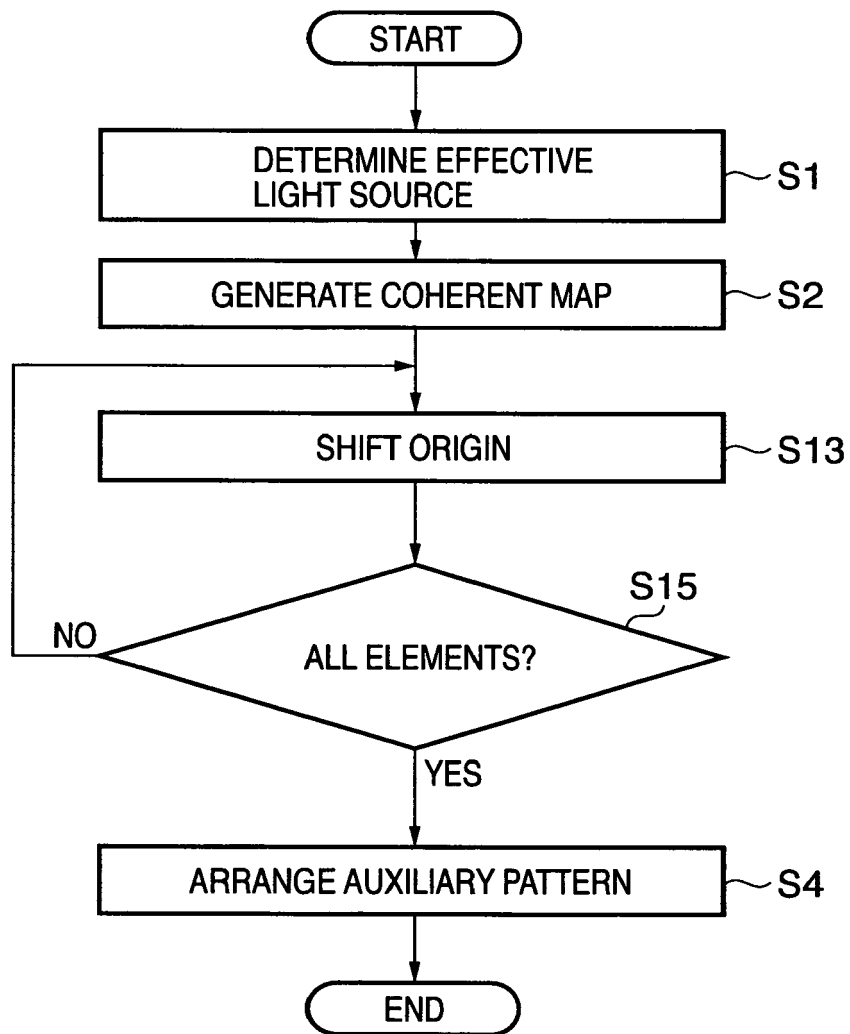 START
DETERMINE EFFECTIVE
LIGHT SOURCE
S1
GENERATE COHERENT MAP
S2
SHIFT ORIGIN
S13
S15
NO
ALL ELEMENTS?
YES
ARRANGE AUXILIARY PATTERN
S4
END